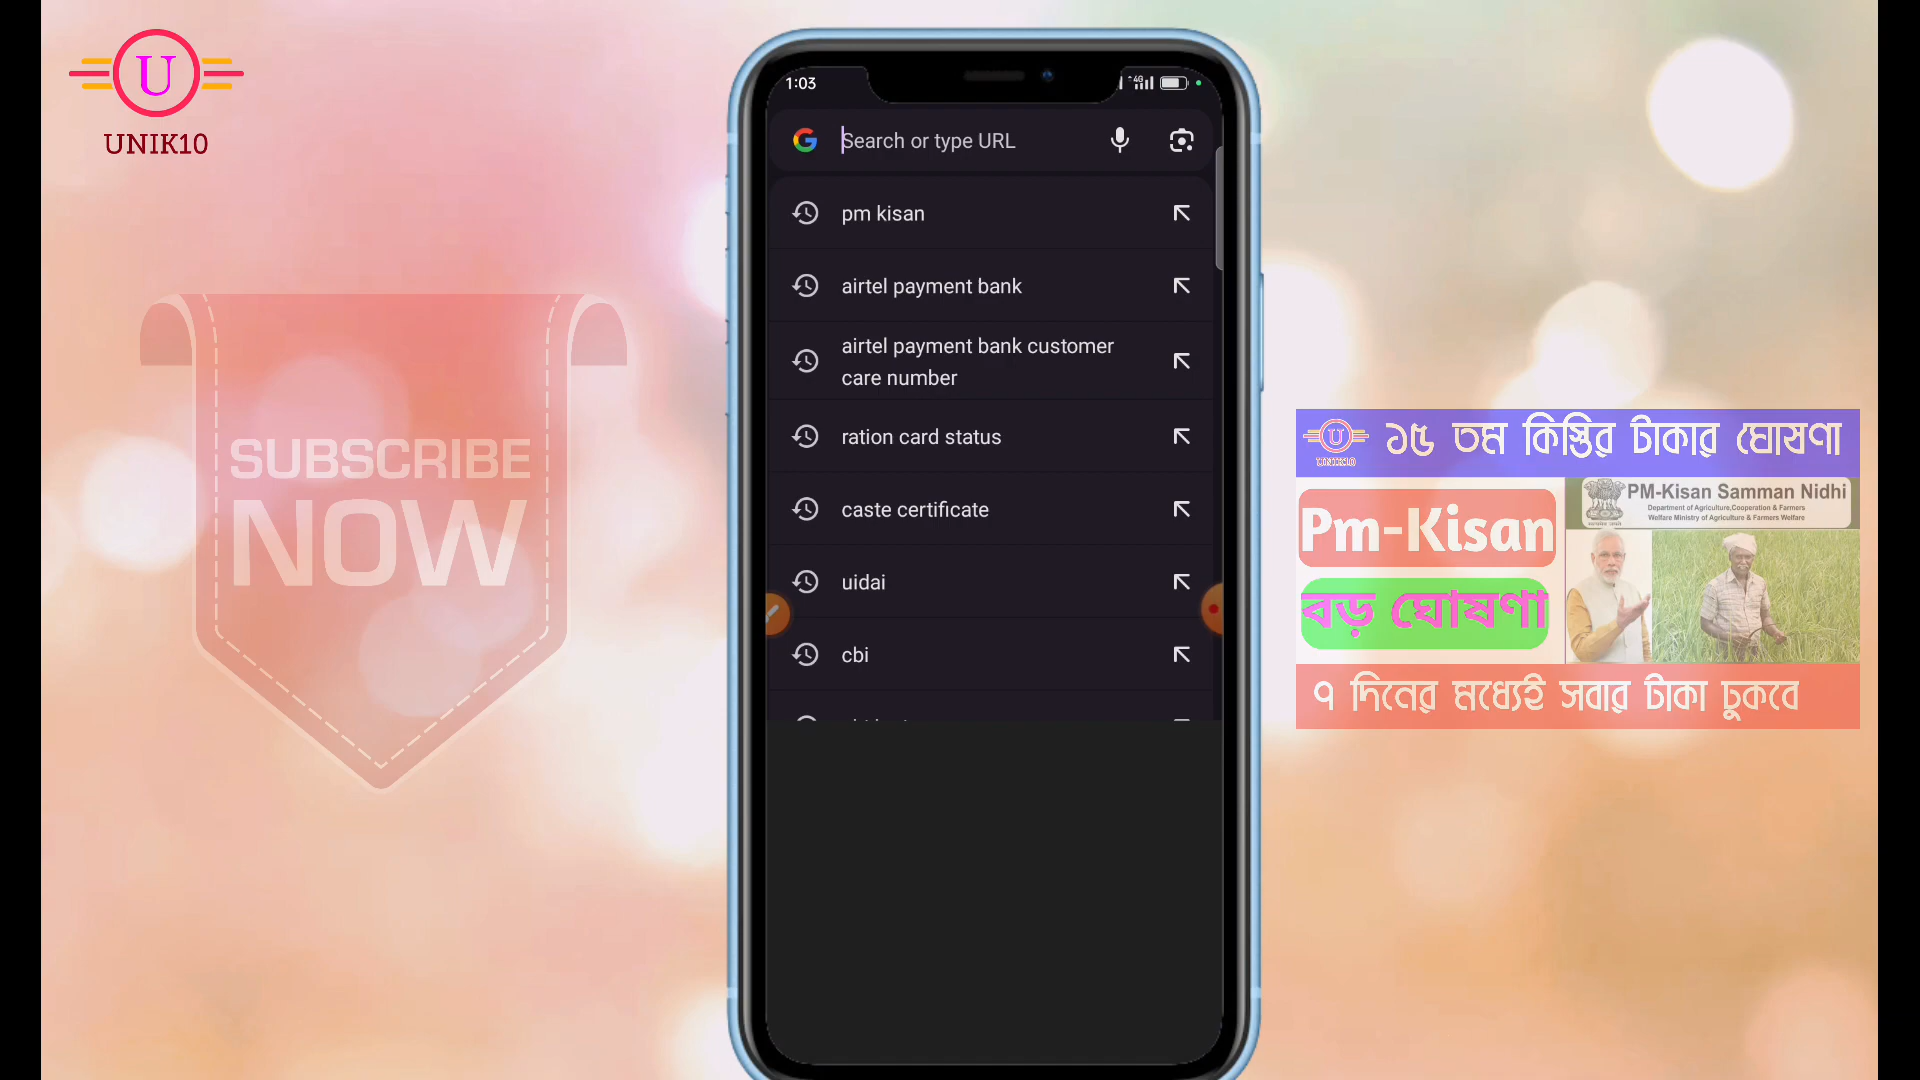 U
UNIK10
SUBSCRIBE
NOW
1:03
4G
Search or type URL
pm kisan
airtel payment bank
airtel payment bank customer
care number
ration card status
caste certificate
uidai
cbi
U
UNIK10
১৫ তম কিস্তির টাকার ঘোষণা
PM-Kisan Samman Nidhi
Department of Agriculture,Cooperation & Farmers
Welfare Ministry of Agriculture & Farmers Welfare
Pm-Kisan
বড় ঘোষণা
৭ দিনের মধ্যেই সবার টাকা ঢুকবে